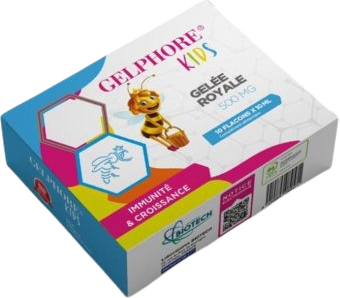 GELPHORE®
KIDS
GELÉE
ROYALE
500 MG
10 FLACONS X 10 ML
IMMUNITÉ
& CROISSANCE
NOTICE
BIOTECH
GELPHORE®
KIDS